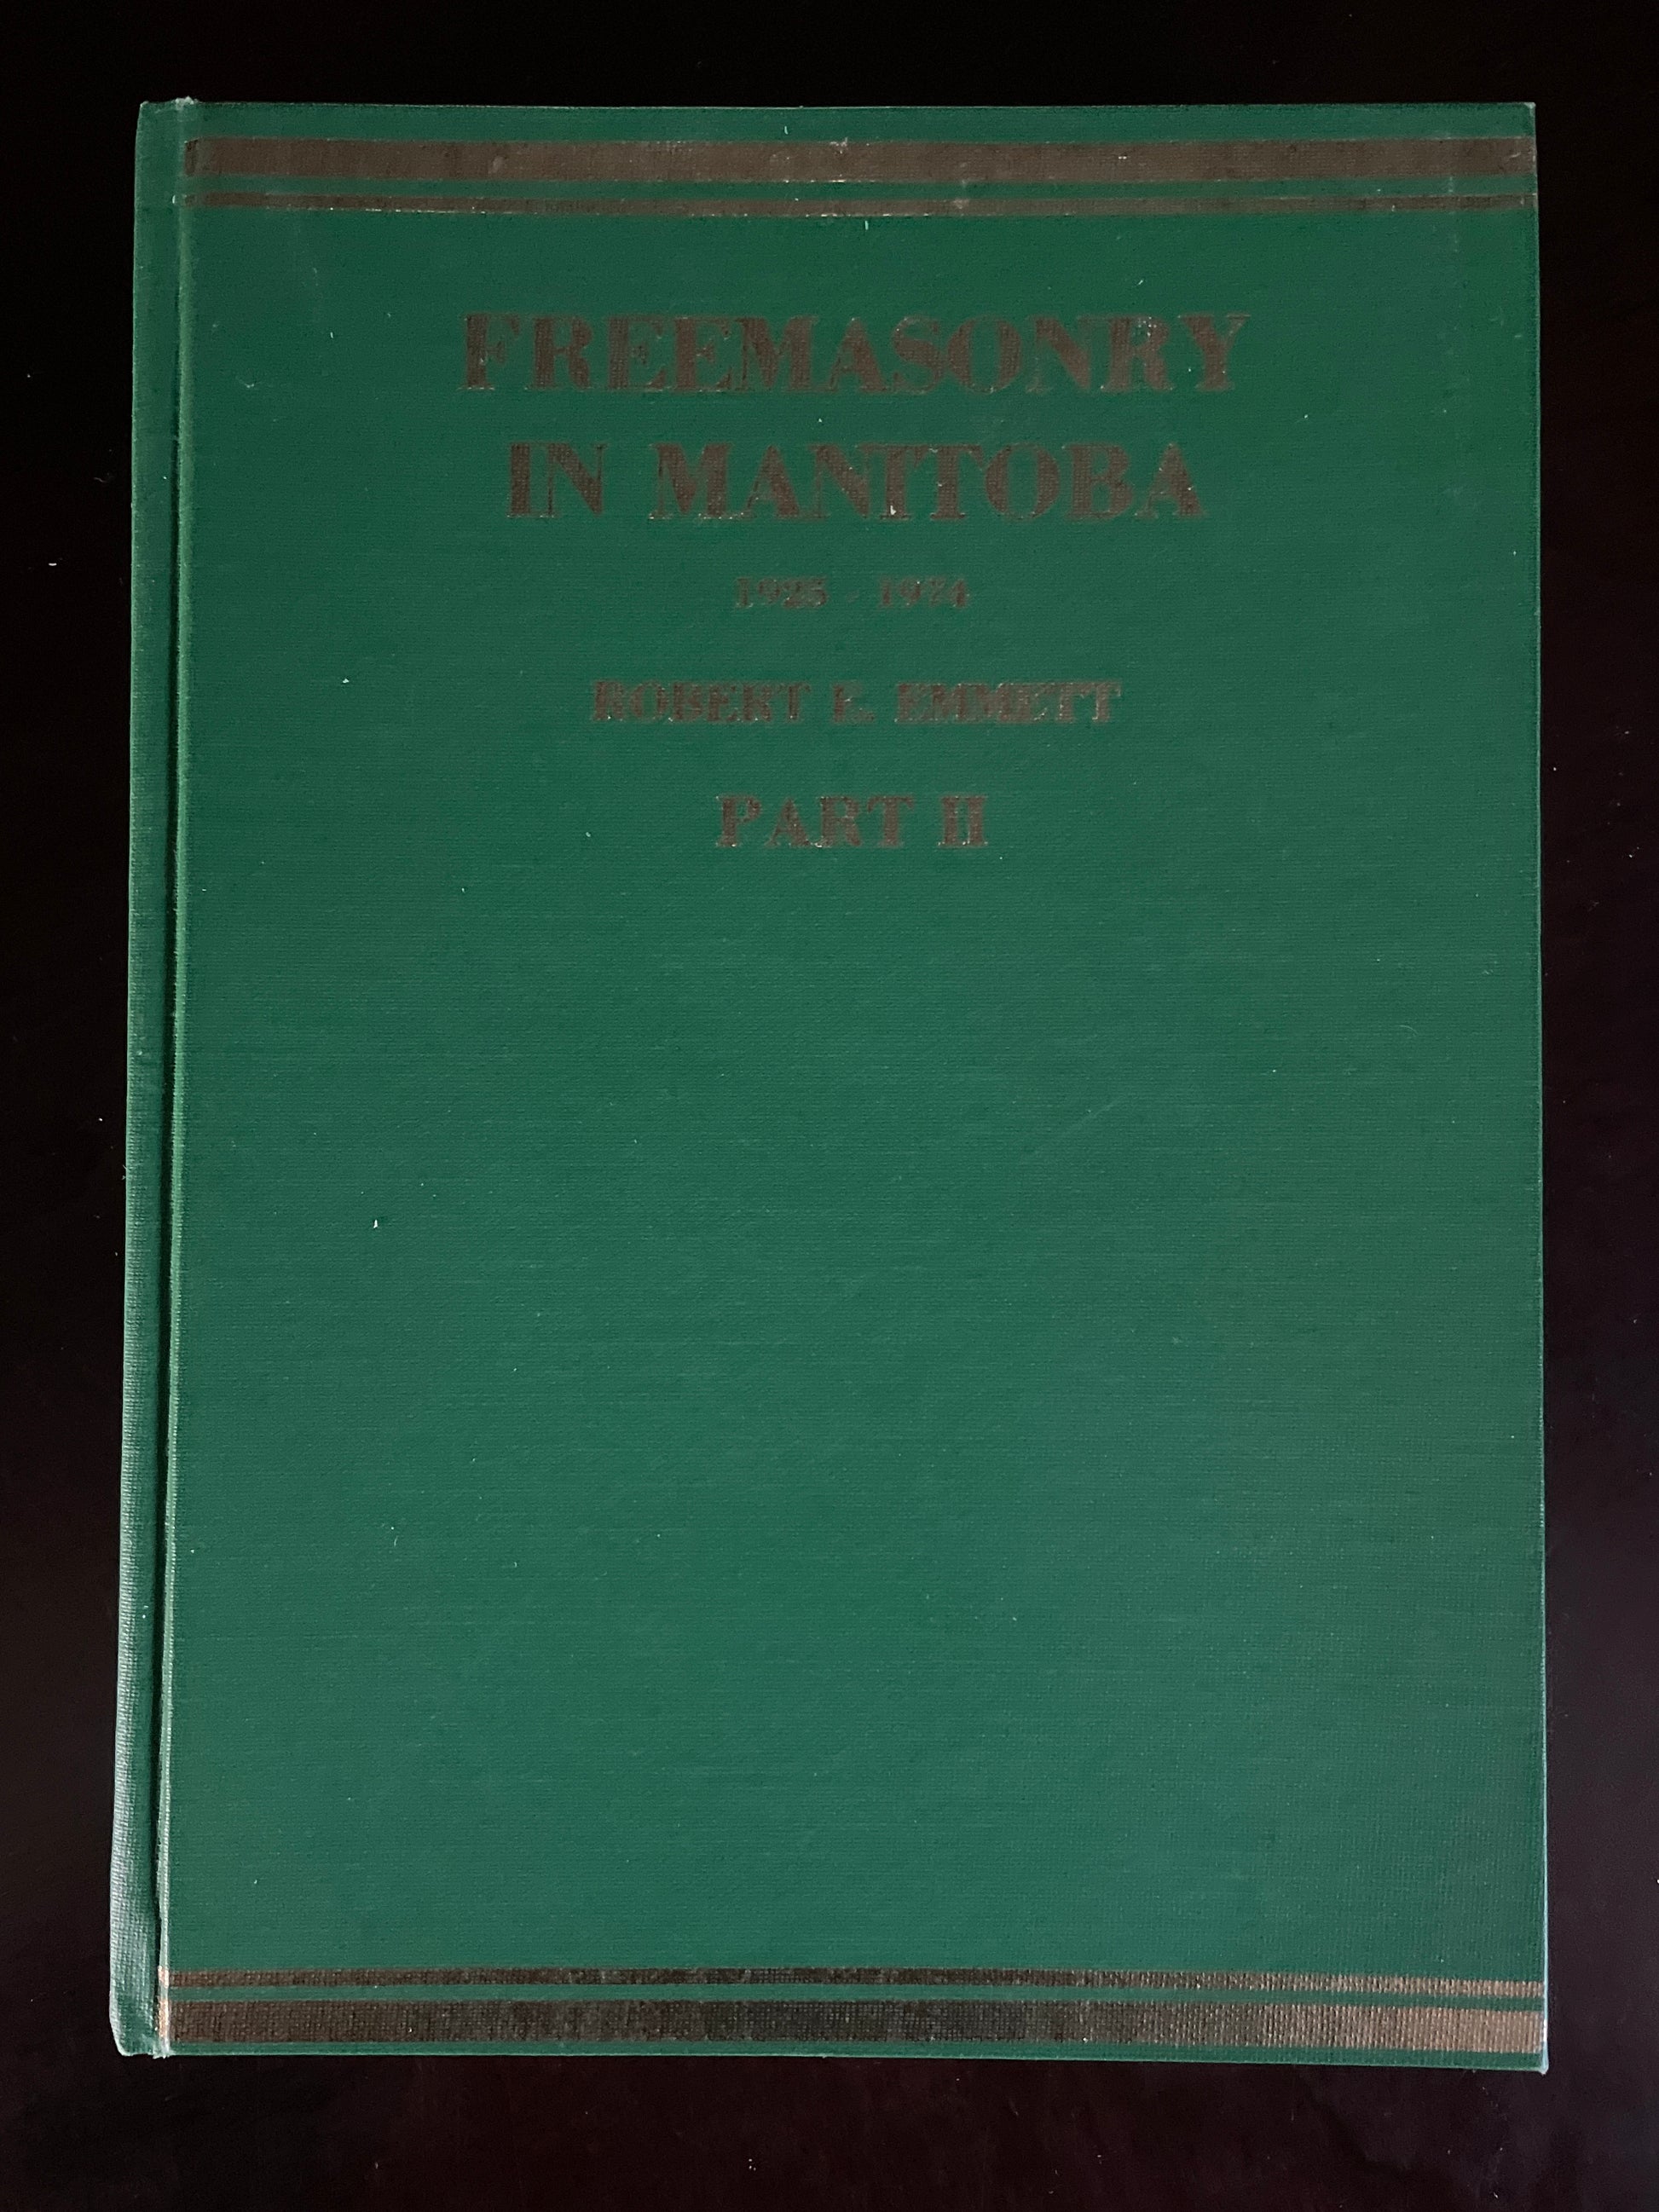 FREEMASONRY
IN MANITOBA
1925 - 1974
ROBERT E. EMMETT
PART II